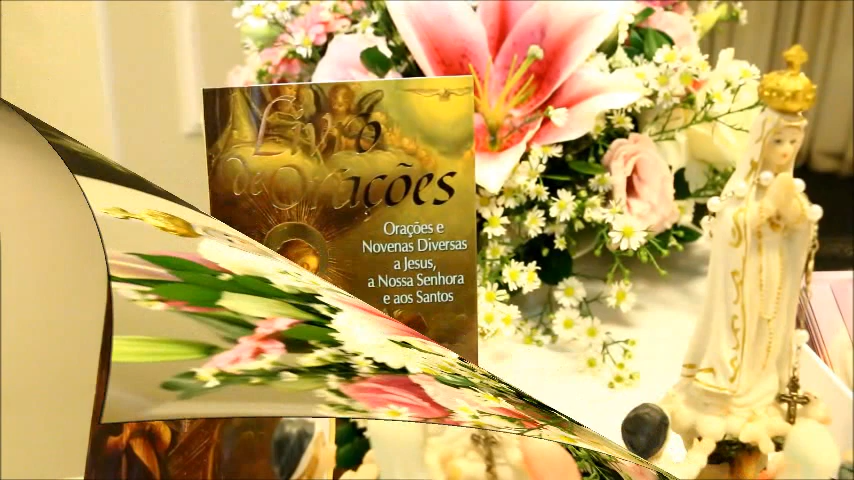 Livro
De Orações
Orações e
Novenas Diversas
a Jesus,
a Nossa Senhora
e aos Santos